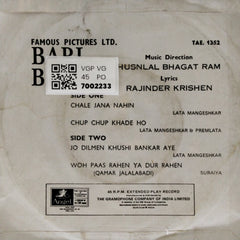 FAMOUS PICTURES LTD.
TAE. 1352
BARI
B
VGP VG
45 PO
7002233
Music Direction
HUSNLAL BHAGAT RAM
Lyrics
RAJINDER KRISHEN
SIDE ONE
CHALE JANA NAHIN
LATA MANGESHKAR
CHUP CHUP KHADE HO
LATA MANGESHKAR & PREMLATA
SIDE TWO
JO DILMEN KHUSHI BANKAR AYE
LATA MANGESHKAR
WOH PAAS RAHEN YA DUR RAHEN
(QAMAR JALALABADI)
SURAIYA
Angel
45 R.P.M. EXTENDED PLAY RECORD
THE GRAMOPHONE COMPANY OF INDIA LIMITED